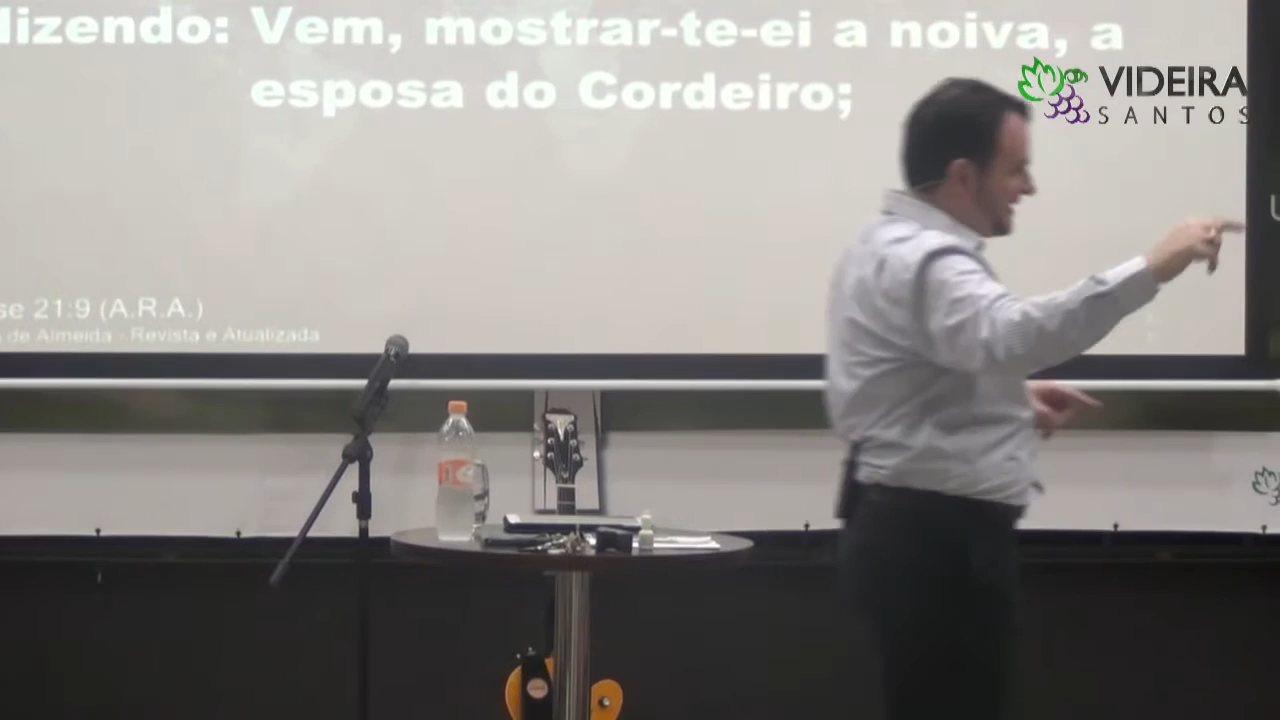 dizendo: Vem, mostrar-te-ei a noiva, a
esposa do Cordeiro;
VIDEIRA
SANTOS
se 21:9 (A.R.A.)
de Almeida - Revista e Atualizada